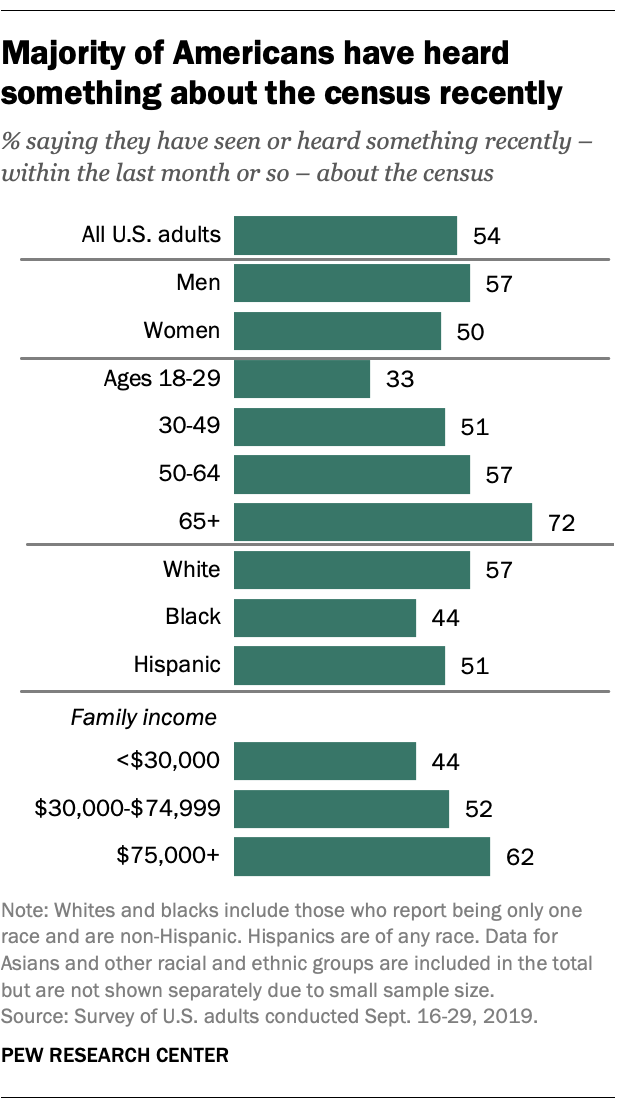 Majority of Americans have heard
something about the census recently
% saying they have seen or heard something recently –
within the last month or so – about the census
All U.S. adults 54
Men 57
Women 50
Ages 18-29 33
30-49 51
50-64 57
65+ 72
White 57
Black 44
Hispanic 51
Family income
<$30,000 44
$30,000-$74,999 52
$75,000+ 62
Note: Whites and blacks include those who report being only one
race and are non-Hispanic. Hispanics are of any race. Data for
Asians and other racial and ethnic groups are included in the total
but are not shown separately due to small sample size.
Source: Survey of U.S. adults conducted Sept. 16-29, 2019.
PEW RESEARCH CENTER